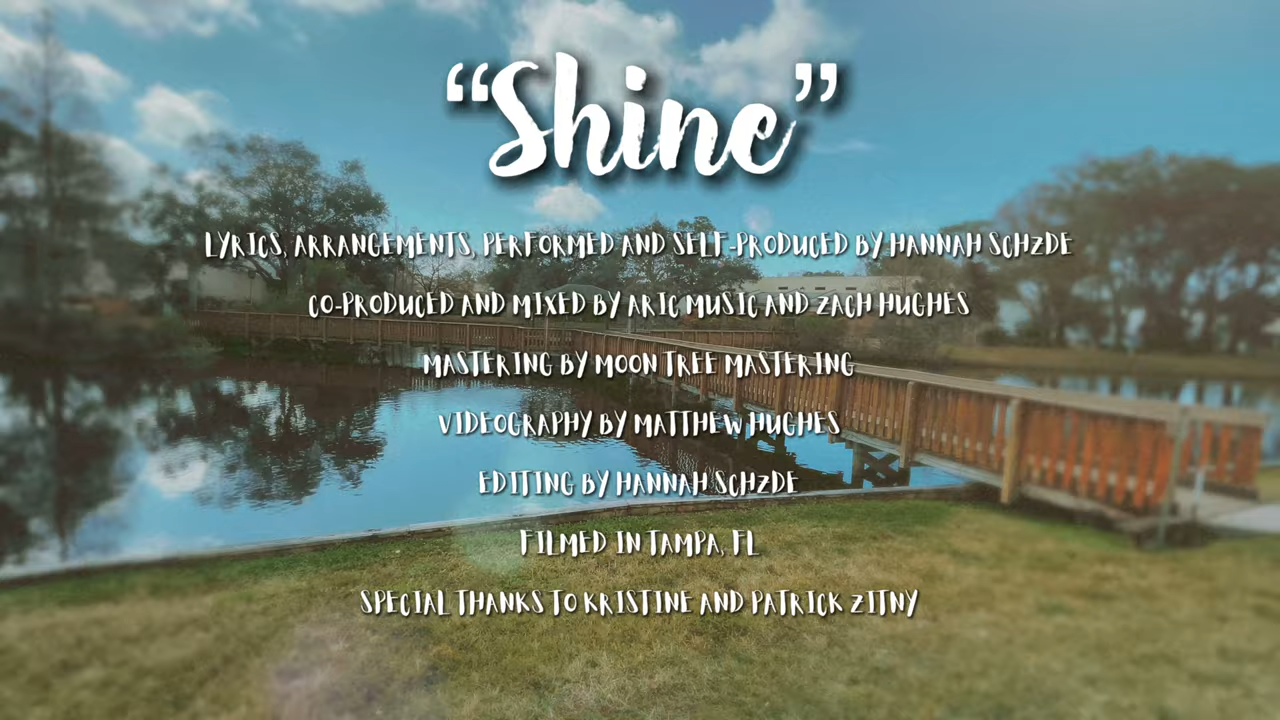 “Shine”
LYRICS, ARRANGEMENTS, PERFORMED AND SELF-PRODUCED BY HANNAH SCHZDE
CO-PRODUCED AND MIXED BY ARIC MUSIC AND ZACH HUGHES
MASTERING BY MOON TREE MASTERING
VIDEOGRAPHY BY MATTHEW HUGHES
EDITING BY HANNAH SCHZDE
FILMED IN TAMPA, FL
SPECIAL THANKS TO KRISTINE AND PATRICK ZITNY